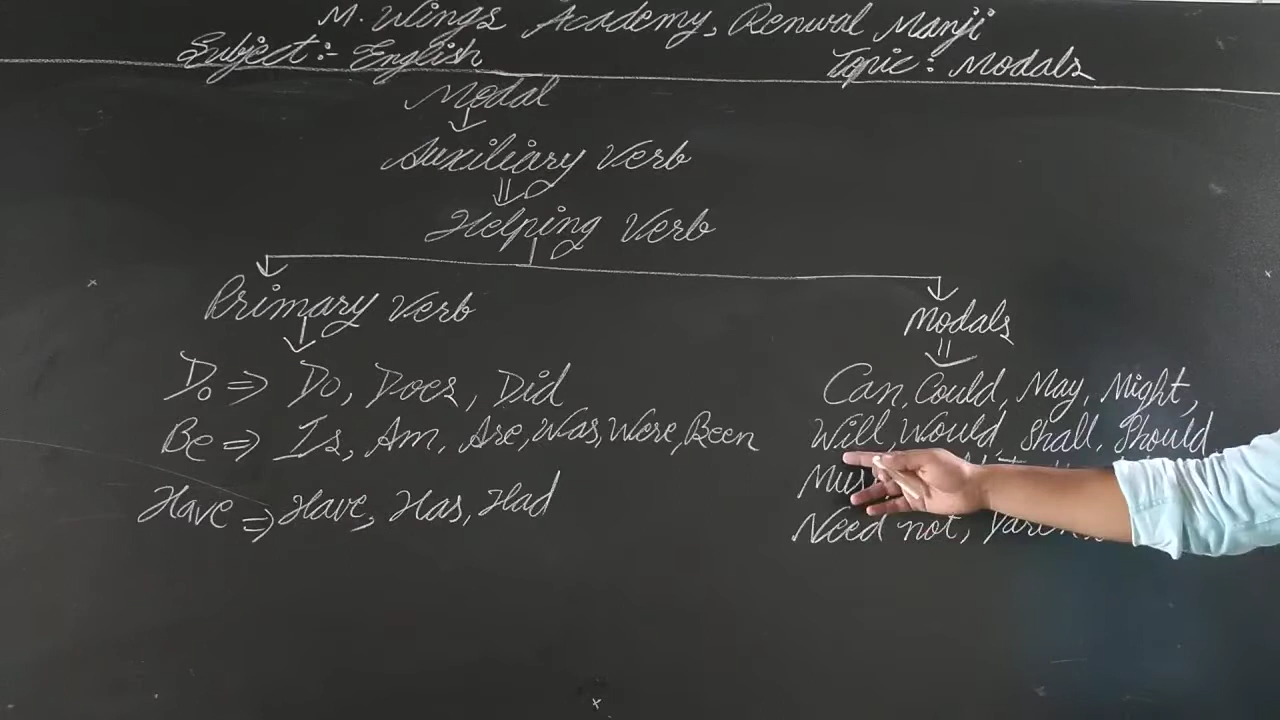 M. Wings Academy, Renwal Manji
Subject :- English Topic : Modals
Modal
Auxiliary Verb
Helping Verb
Primary Verb
Modals
Do ⇒ Do, Does, Did
Can, Could, May, Might,
Be ⇒ Is, Am, Are, Was, Were, Been
Will, Would, Shall, Should,
Have ⇒ Have, Has, Had
Need not,